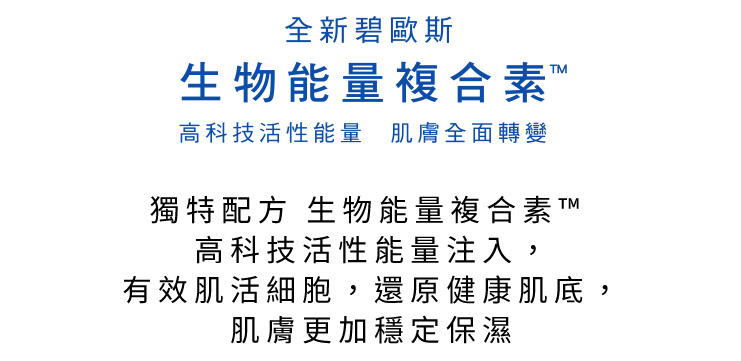 全新碧歐斯
生物能量複合素™
高科技活性能量 肌膚全面轉變
獨特配方 生物能量複合素™
高科技活性能量注入，
有效肌活細胞，還原健康肌底，
肌膚更加穩定保濕